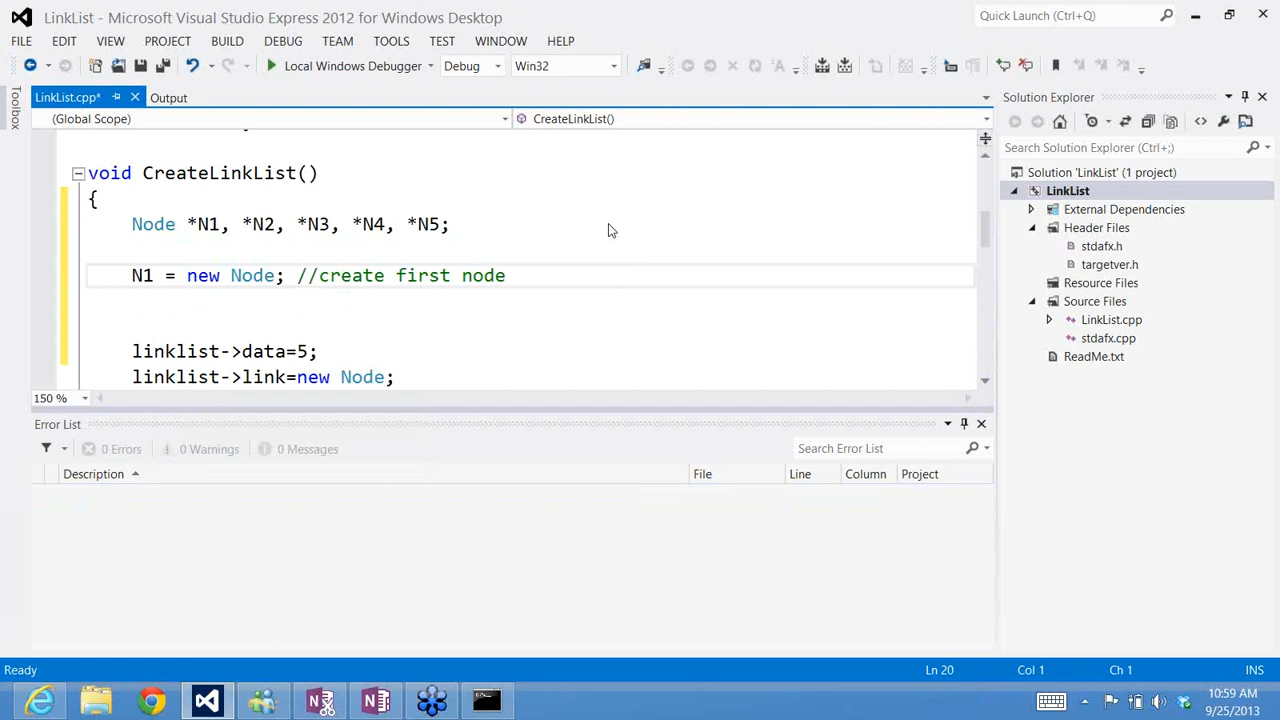 LinkList - Microsoft Visual Studio Express 2012 for Windows Desktop
Quick Launch (Ctrl+Q)
FILE EDIT VIEW PROJECT BUILD DEBUG TEAM TOOLS TEST WINDOW HELP
Local Windows Debugger Debug Win32
Toolbox
LinkList.cpp* Output
(Global Scope) CreateLinkList()
void CreateLinkList()
{
Node *N1, *N2, *N3, *N4, *N5;
N1 = new Node; //create first node
linklist->data=5;
linklist->link=new Node;
150 %
Error List
0 Errors 0 Warnings 0 Messages
Search Error List
Description File Line Column Project
Solution Explorer
Search Solution Explorer (Ctrl+;)
Solution 'LinkList' (1 project)
LinkList
External Dependencies
Header Files
stdafx.h
targetver.h
Resource Files
Source Files
LinkList.cpp
stdafx.cpp
ReadMe.txt
Ready Ln 20 Col 1 Ch 1 INS
10:59 AM
9/25/2013